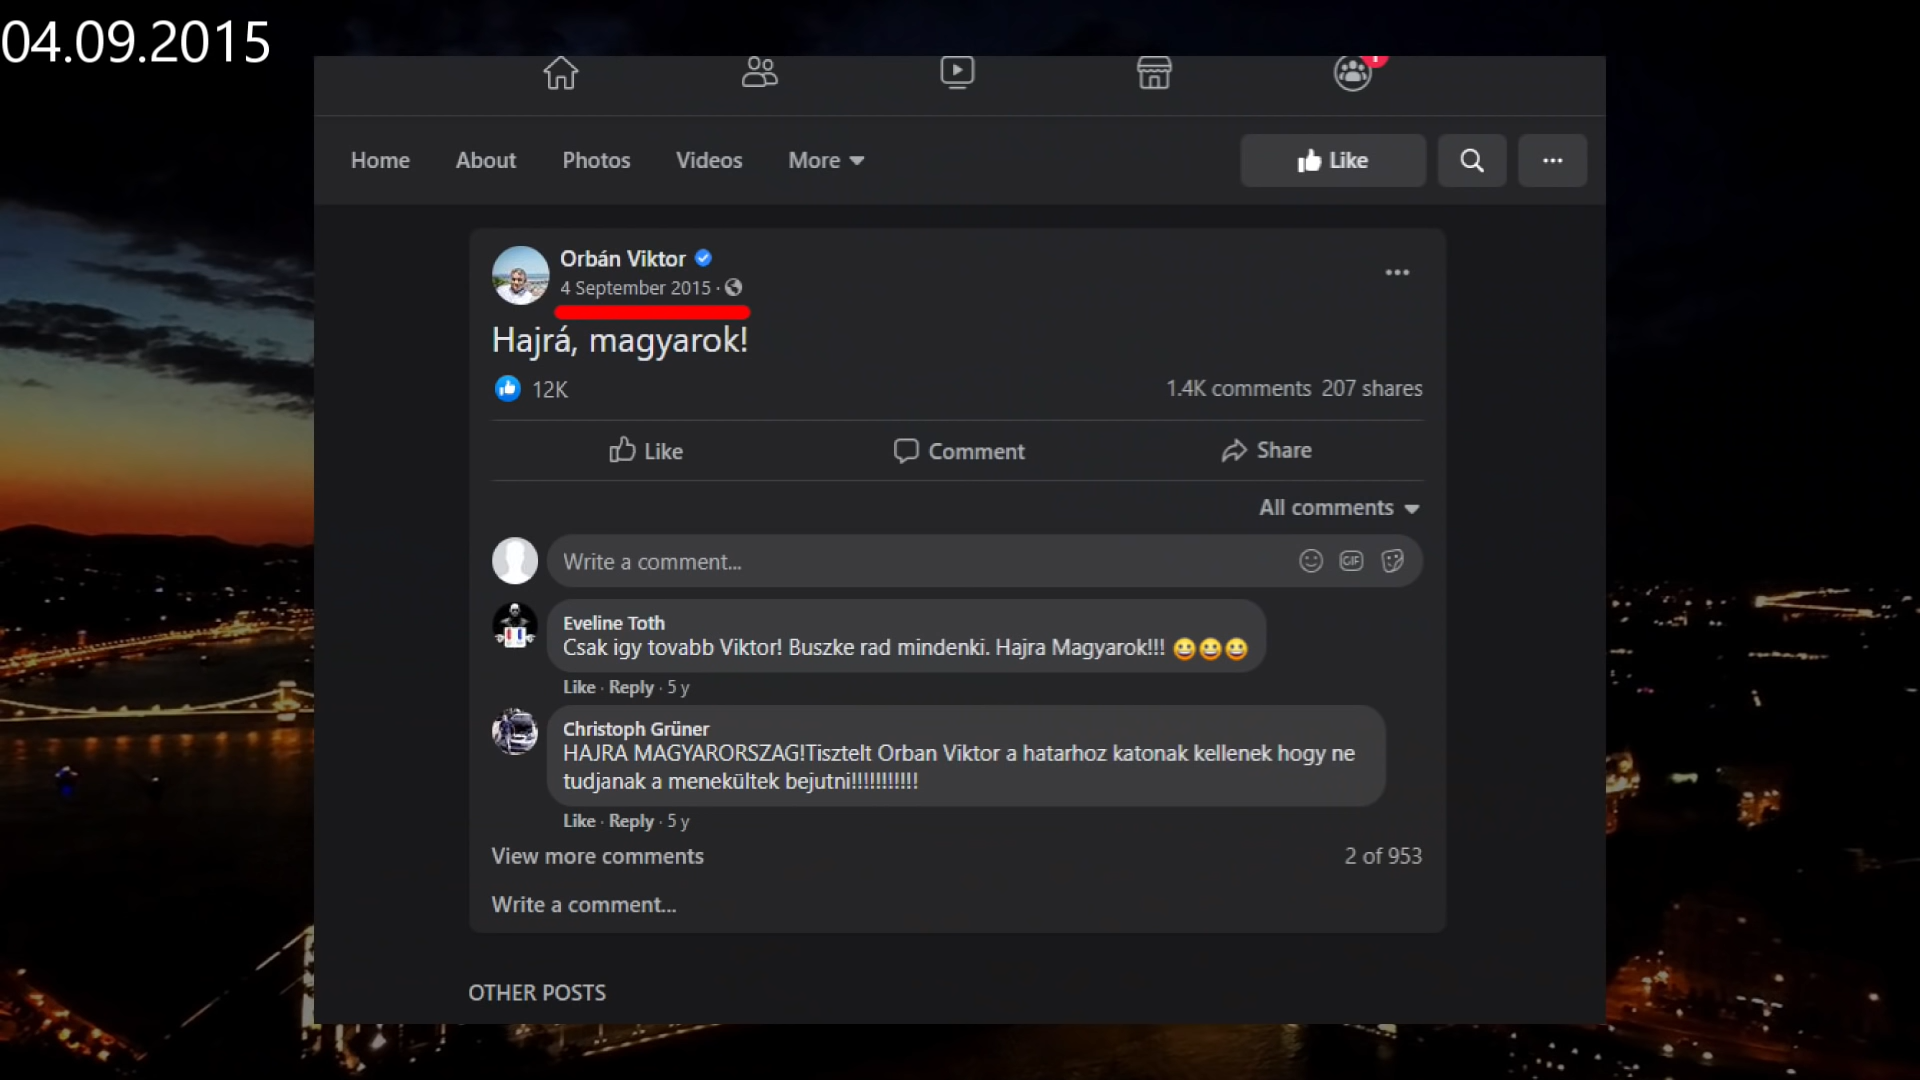 04.09.2015
Home About Photos Videos More Like
Orbán Viktor
4 September 2015
Hajrá, magyarok!
12K 1.4K comments 207 shares
Like Comment Share
All comments
Write a comment... GIF
Eveline Toth
Csak igy tovabb Viktor! Buszke rad mindenki. Hajra Magyarok!!! 😀😀😀
Like · Reply · 5 y
Christoph Grüner
HAJRA MAGYARORSZAG!Tisztelt Orban Viktor a hatarhoz katonak kellenek hogy ne
tudjanak a menekültek bejutni!!!!!!!!!!!
Like · Reply · 5 y
View more comments 2 of 953
Write a comment...
OTHER POSTS